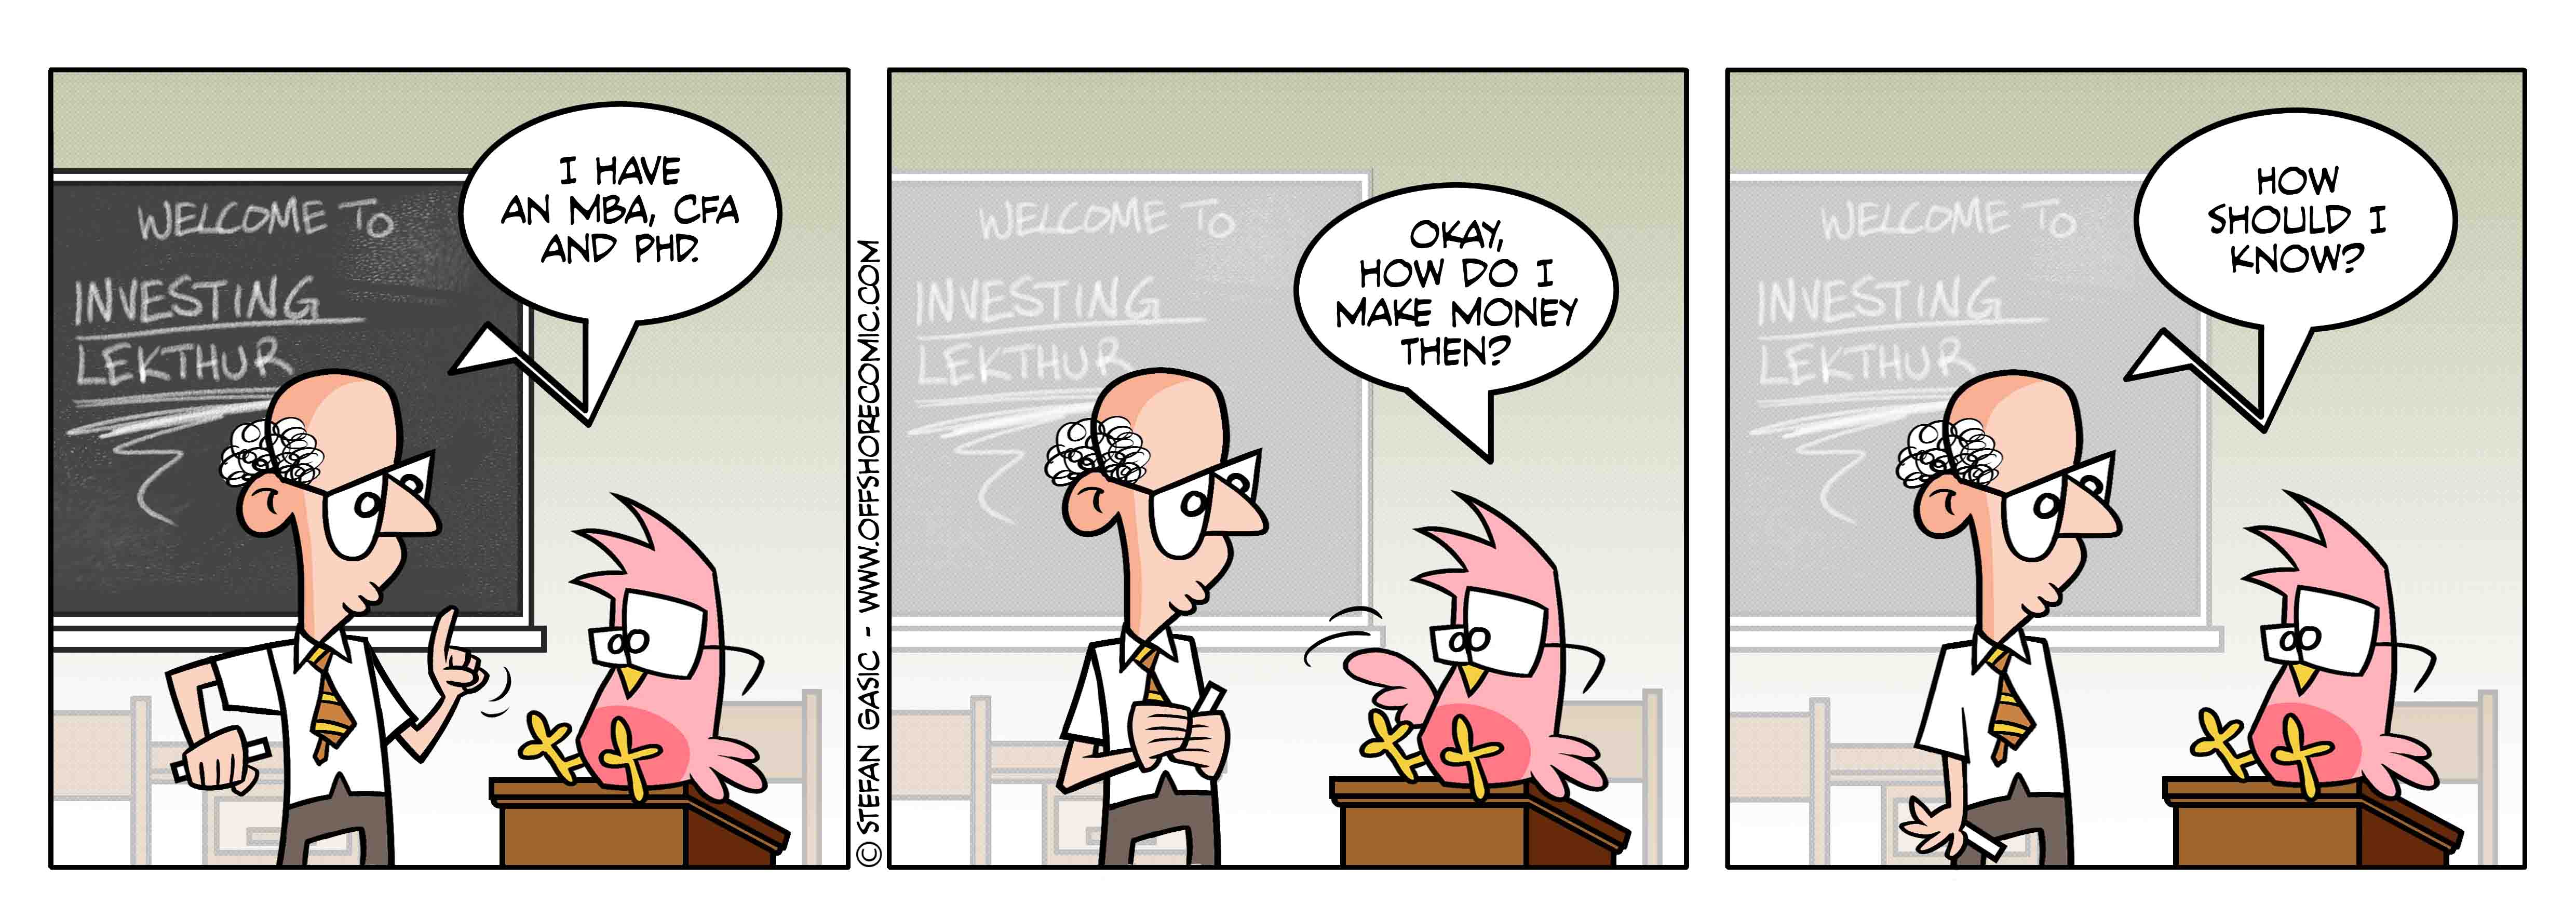 WELCOME TO
INVESTING
LEKTHUR
I HAVE
AN MBA, CFA
AND PHD.
© STEFAN GASIC - WWW.OFFSHORECOMIC.COM
WELCOME TO
INVESTING
LEKTHUR
OKAY,
HOW DO I
MAKE MONEY
THEN?
WELCOME TO
INVESTING
LEKTHUR
HOW
SHOULD I
KNOW?